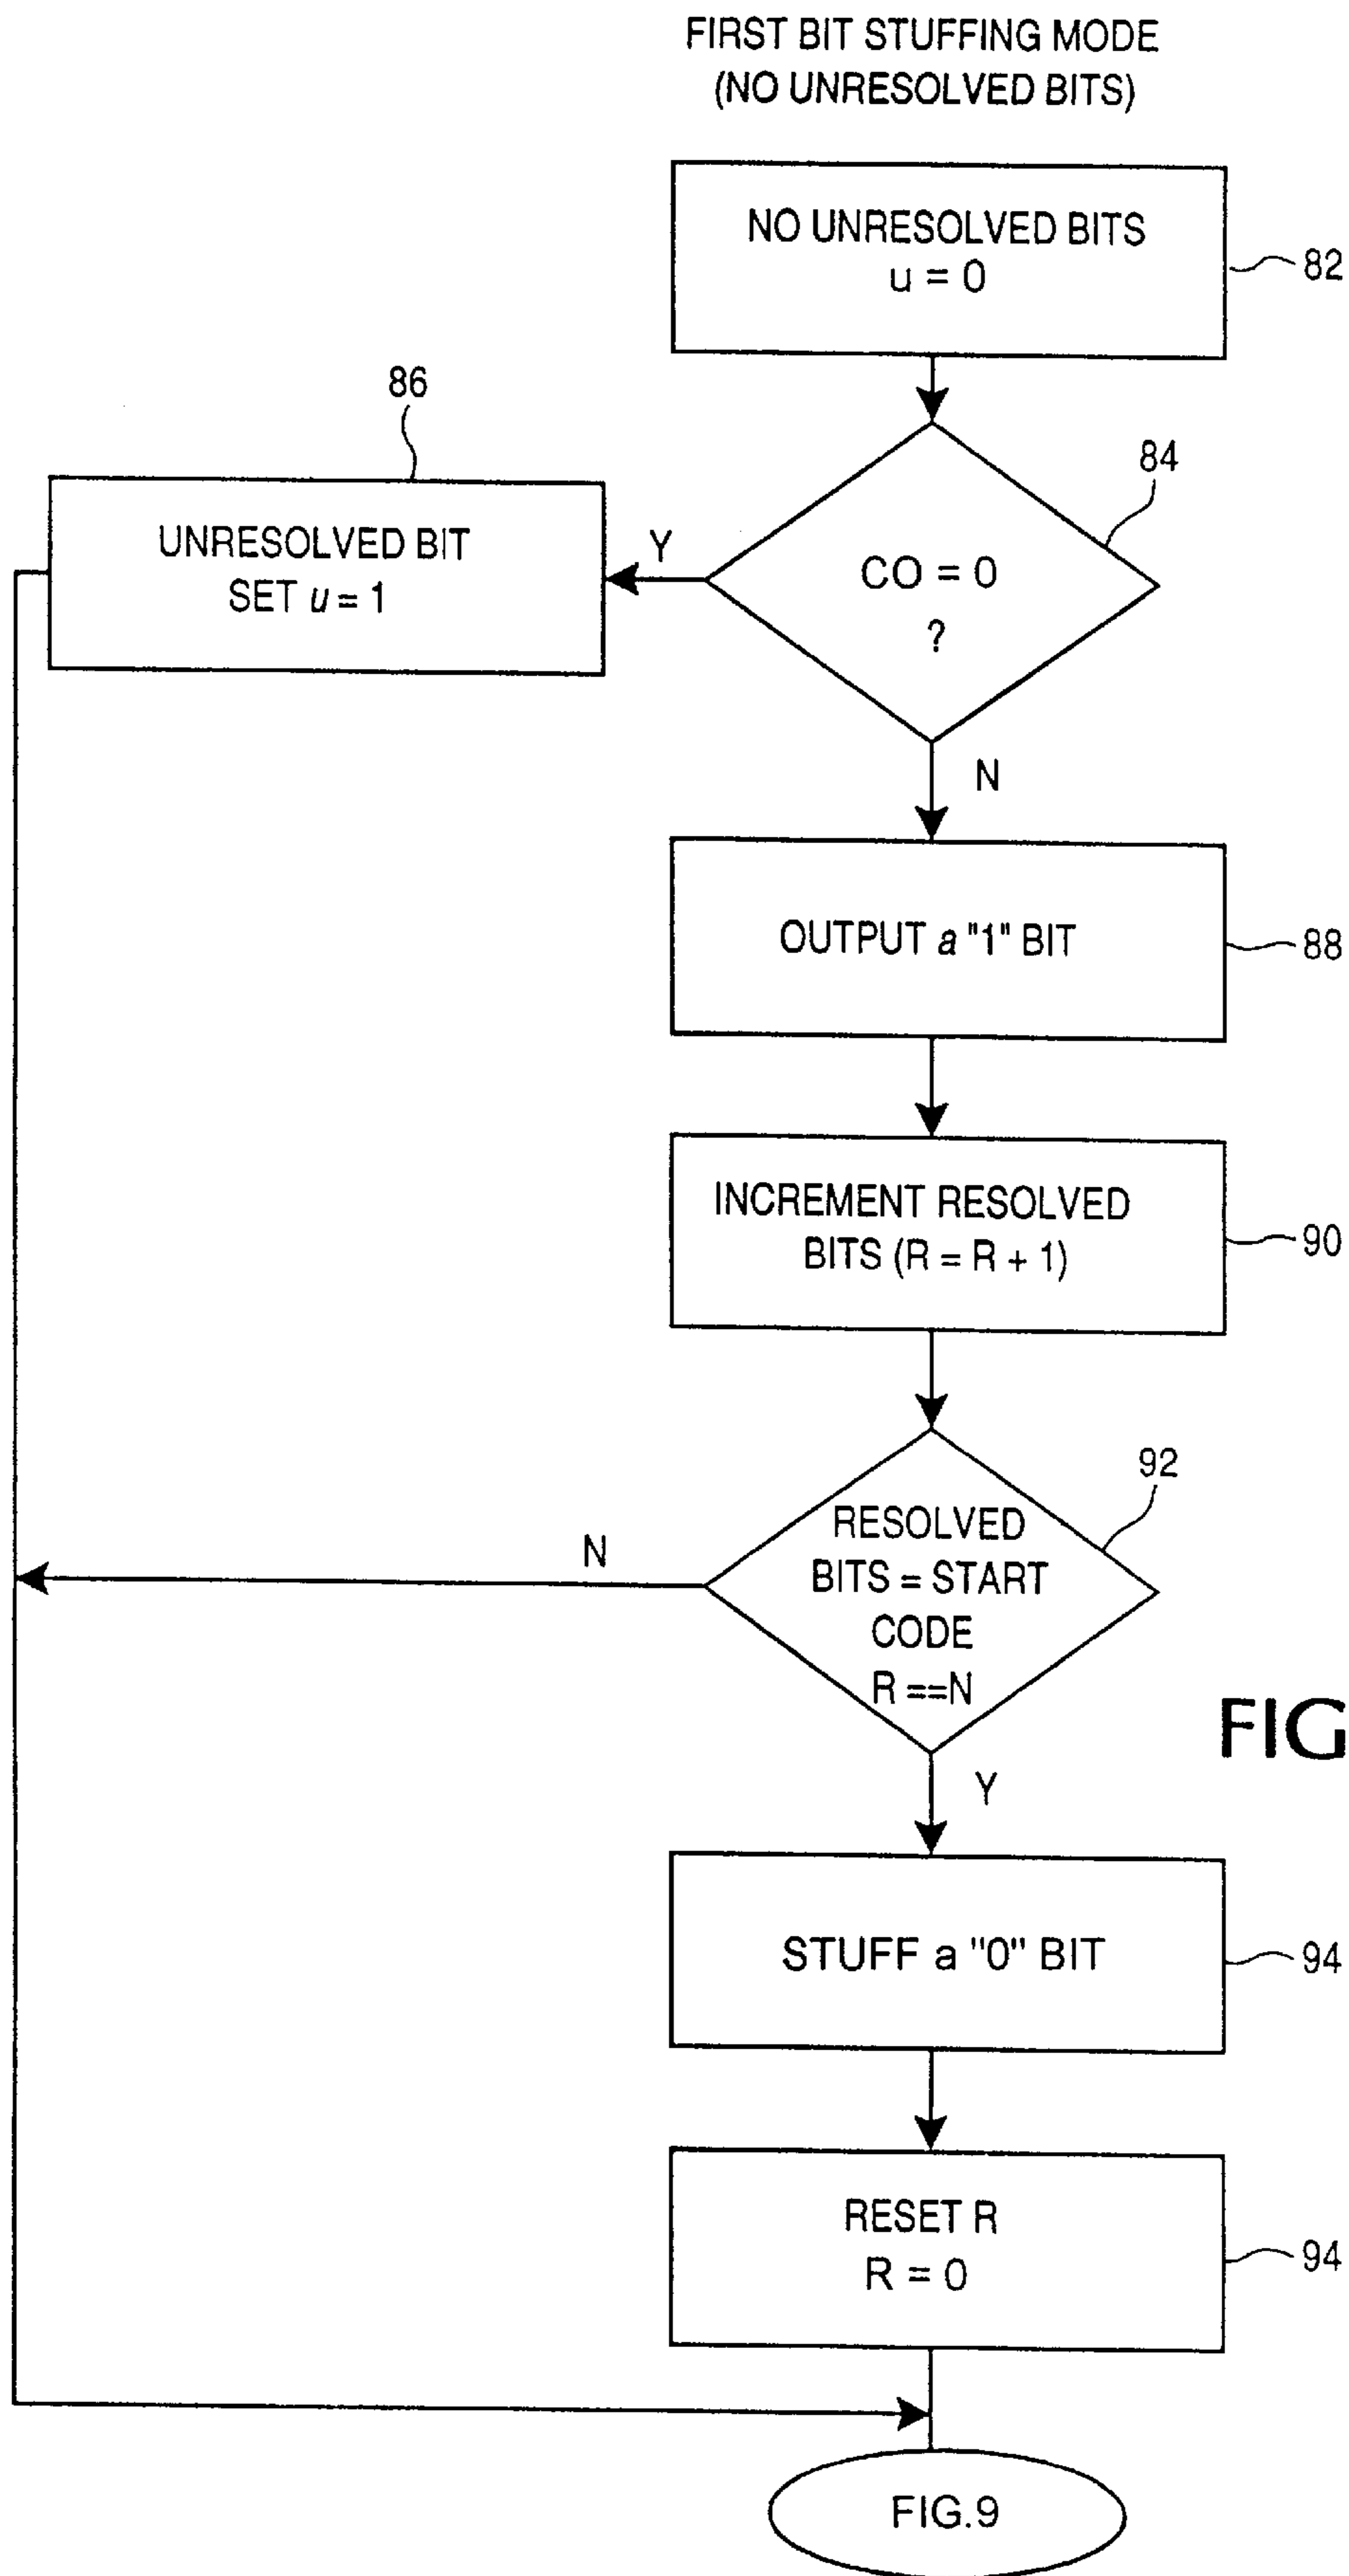 FIRST BIT STUFFING MODE
(NO UNRESOLVED BITS)
NO UNRESOLVED BITS
u = 0
82
86
84
UNRESOLVED BIT
SET u = 1
Y
CO = 0
?
N
OUTPUT a "1" BIT
88
INCREMENT RESOLVED
BITS (R = R + 1)
90
92
N
RESOLVED
BITS = START
CODE
R ==N
FIG
Y
STUFF a "0" BIT
94
RESET R
R = 0
94
FIG.9